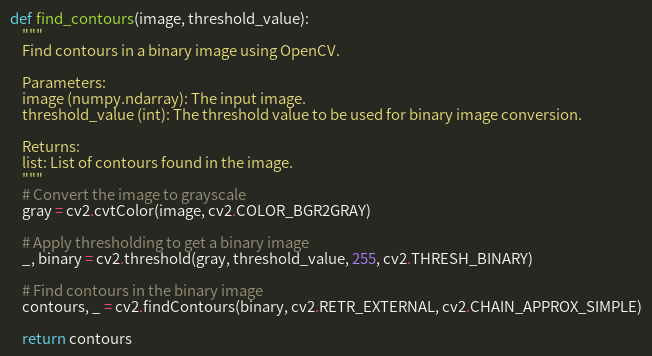 def find_contours(image, threshold_value):
    """
    Find contours in a binary image using OpenCV.

    Parameters:
    image (numpy.ndarray): The input image.
    threshold_value (int): The threshold value to be used for binary image conversion.

    Returns:
    list: List of contours found in the image.
    """
    # Convert the image to grayscale
    gray = cv2.cvtColor(image, cv2.COLOR_BGR2GRAY)

    # Apply thresholding to get a binary image
    _, binary = cv2.threshold(gray, threshold_value, 255, cv2.THRESH_BINARY)

    # Find contours in the binary image
    contours, _ = cv2.findContours(binary, cv2.RETR_EXTERNAL, cv2.CHAIN_APPROX_SIMPLE)

    return contours